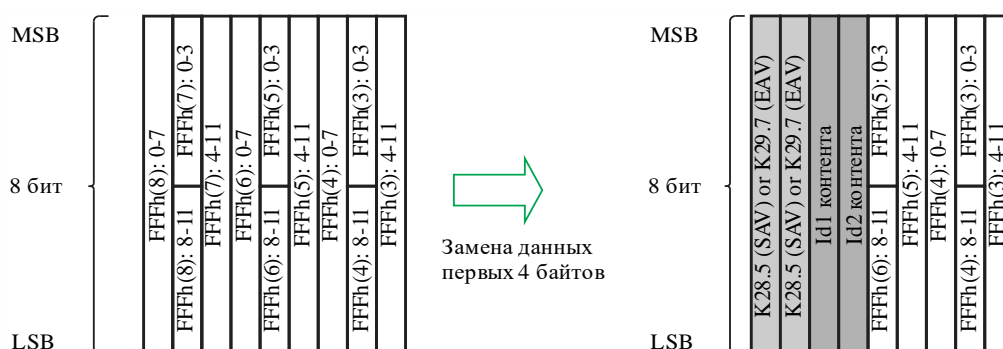 MSB
8 бит
LSB
FFFh(8): 0-7
FFFh(7): 0-3
FFFh(8): 8-11
FFFh(7): 4-11
FFFh(6): 0-7
FFFh(5): 0-3
FFFh(6): 8-11
FFFh(5): 4-11
FFFh(4): 0-7
FFFh(3): 0-3
FFFh(4): 8-11
FFFh(3): 4-11
Замена данных
первых 4 байтов
MSB
8 бит
LSB
K28.5 (SAV) or K29.7 (EAV)
K28.5 (SAV) or K29.7 (EAV)
Id1 контента
Id2 контента
FFFh(5): 0-3
FFFh(6): 8-11
FFFh(5): 4-11
FFFh(4): 0-7
FFFh(3): 0-3
FFFh(4): 8-11
FFFh(3): 4-11